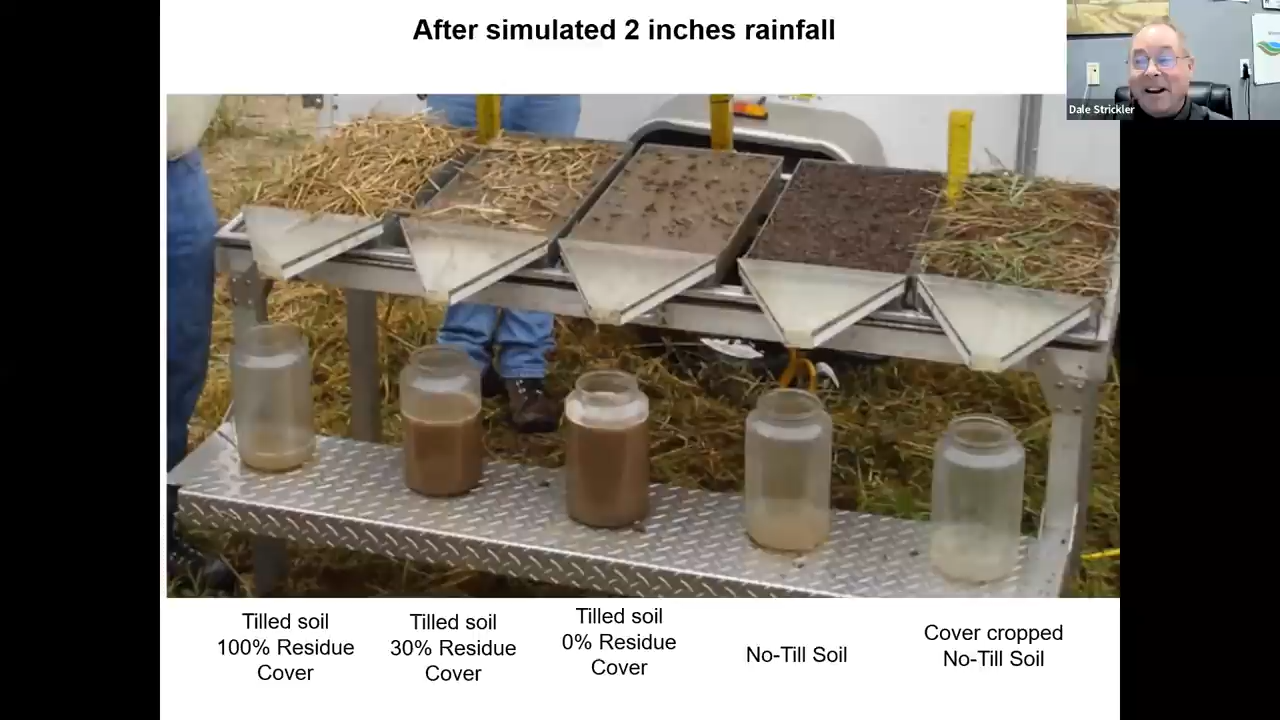 After simulated 2 inches rainfall
Dale Strickler
Tilled soil
100% Residue
Cover
Tilled soil
30% Residue
Cover
Tilled soil
0% Residue
Cover
No-Till Soil
Cover cropped
No-Till Soil